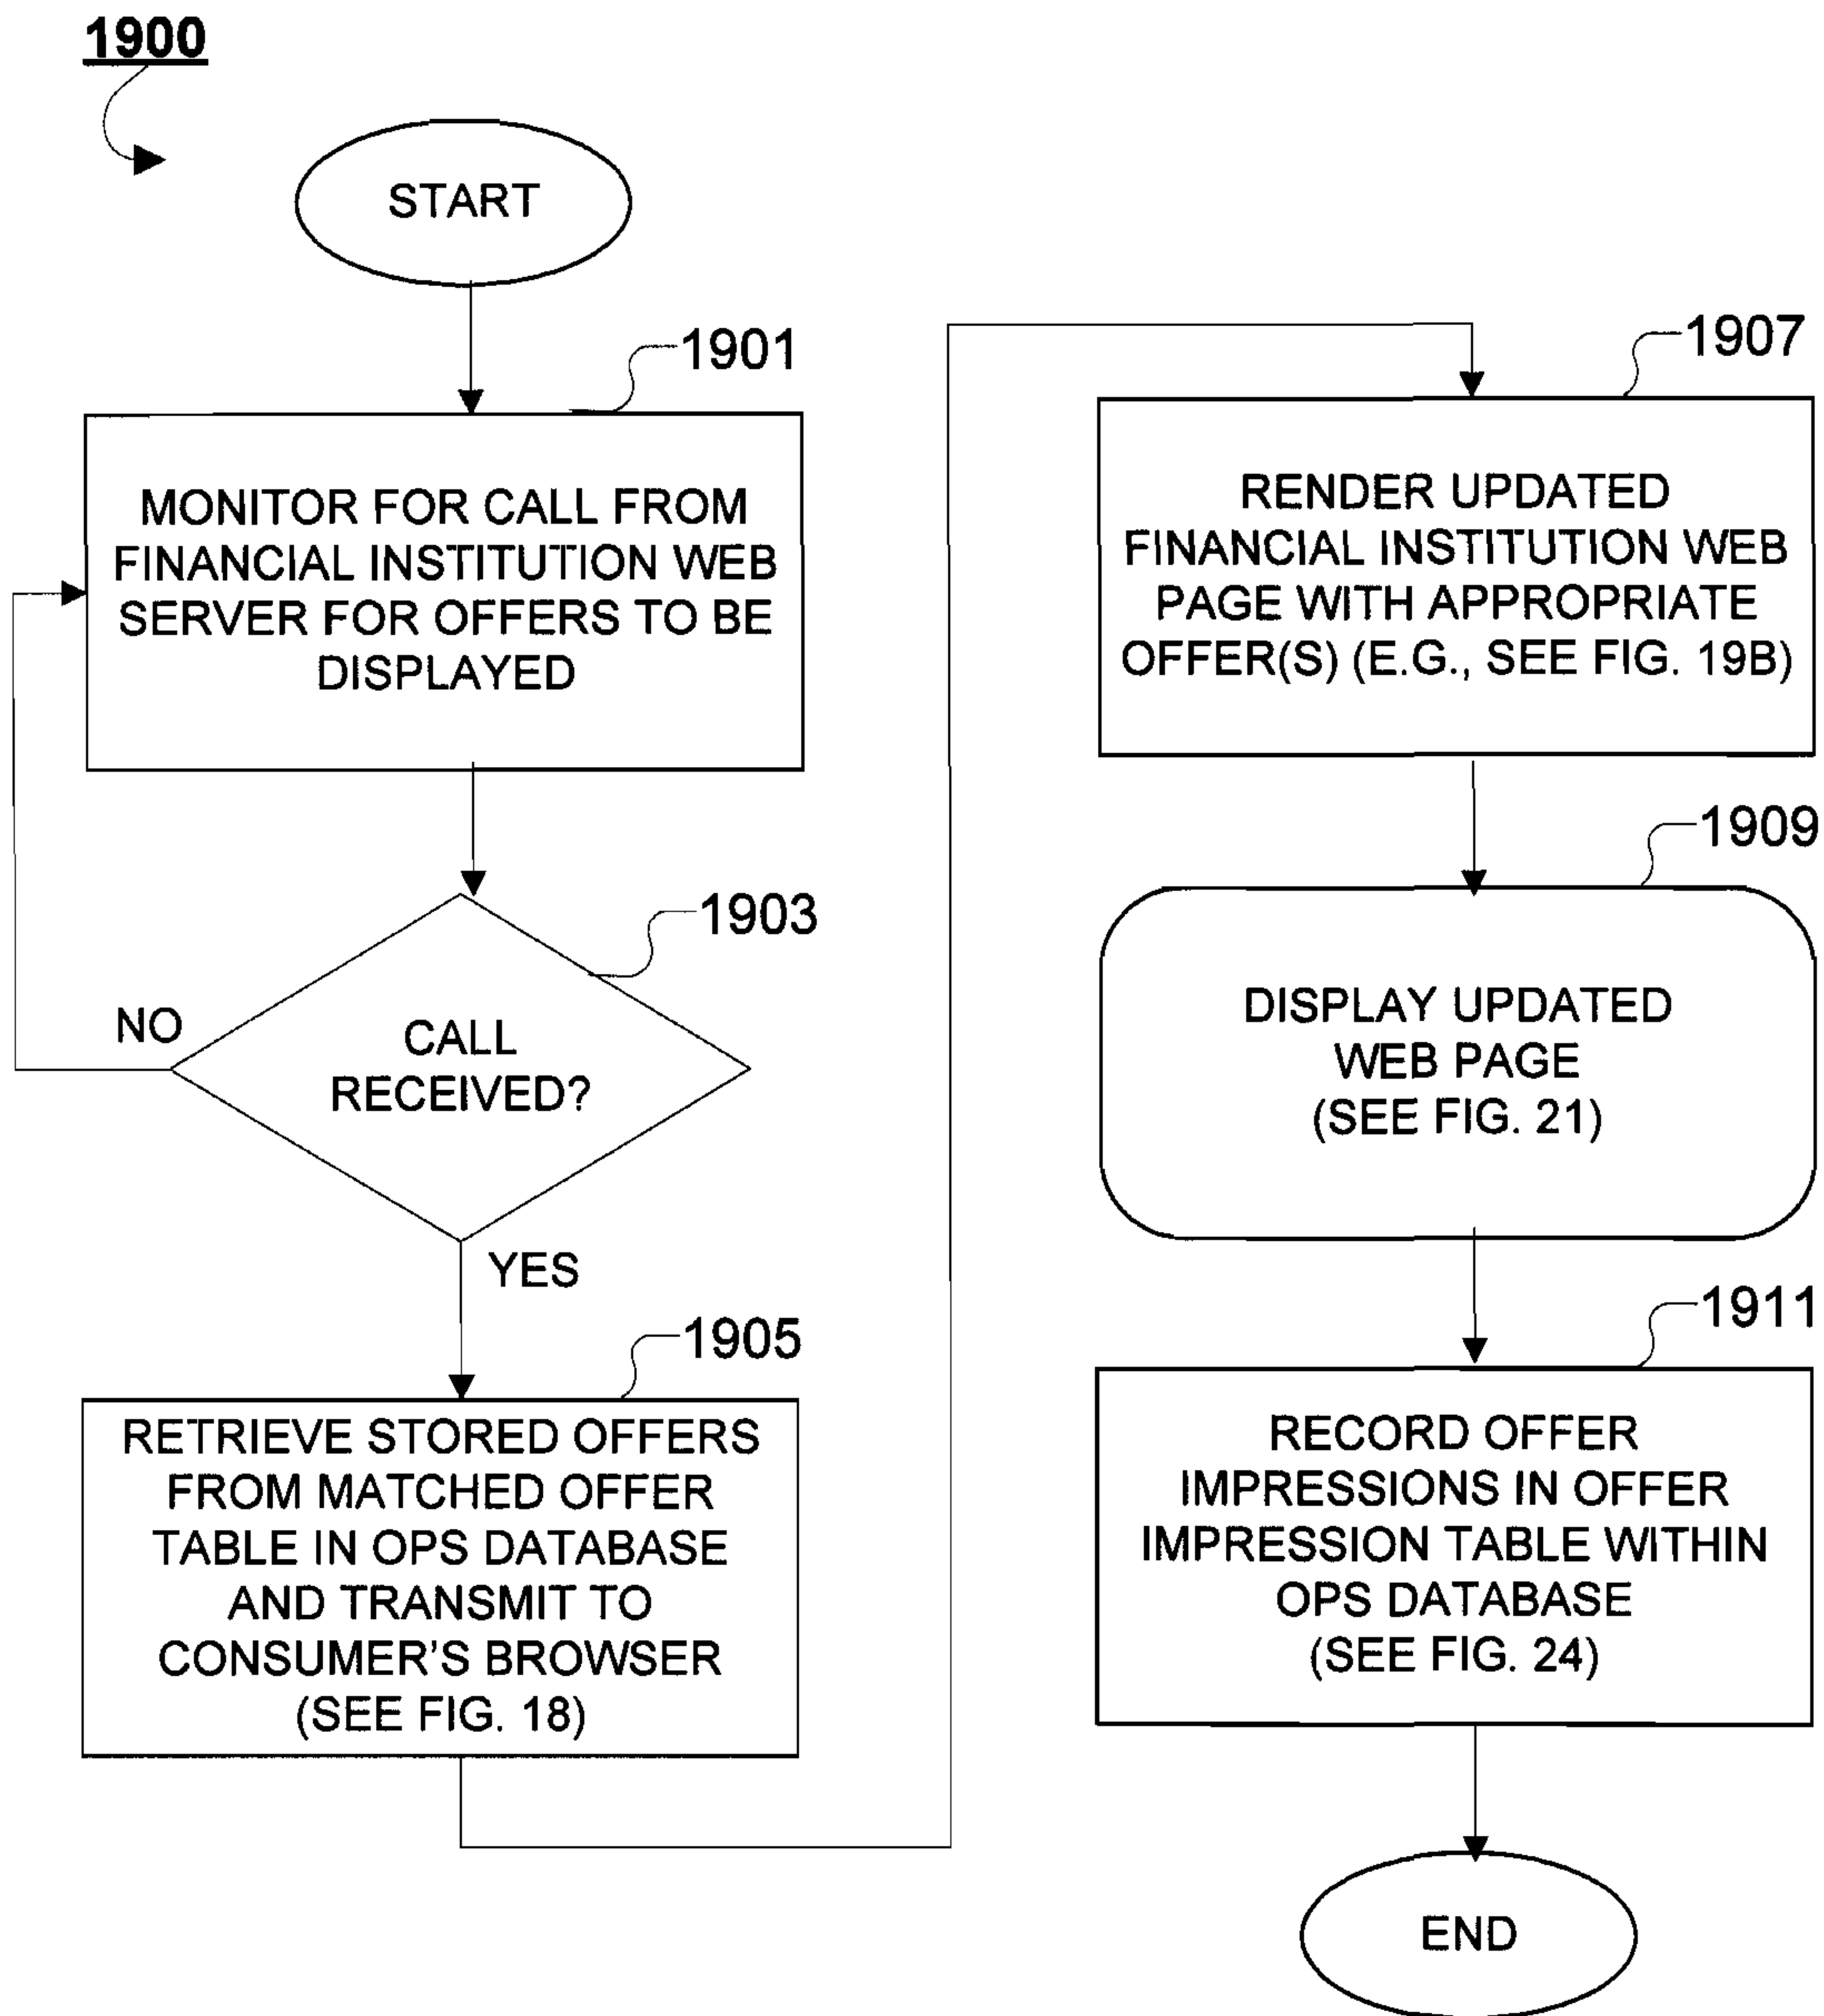 1900
START
1901
MONITOR FOR CALL FROM
FINANCIAL INSTITUTION WEB
SERVER FOR OFFERS TO BE
DISPLAYED
1903
NO
CALL
RECEIVED?
YES
1905
RETRIEVE STORED OFFERS
FROM MATCHED OFFER
TABLE IN OPS DATABASE
AND TRANSMIT TO
CONSUMER'S BROWSER
(SEE FIG. 18)
1907
RENDER UPDATED
FINANCIAL INSTITUTION WEB
PAGE WITH APPROPRIATE
OFFER(S) (E.G., SEE FIG. 19B)
1909
DISPLAY UPDATED
WEB PAGE
(SEE FIG. 21)
1911
RECORD OFFER
IMPRESSIONS IN OFFER
IMPRESSION TABLE WITHIN
OPS DATABASE
(SEE FIG. 24)
END